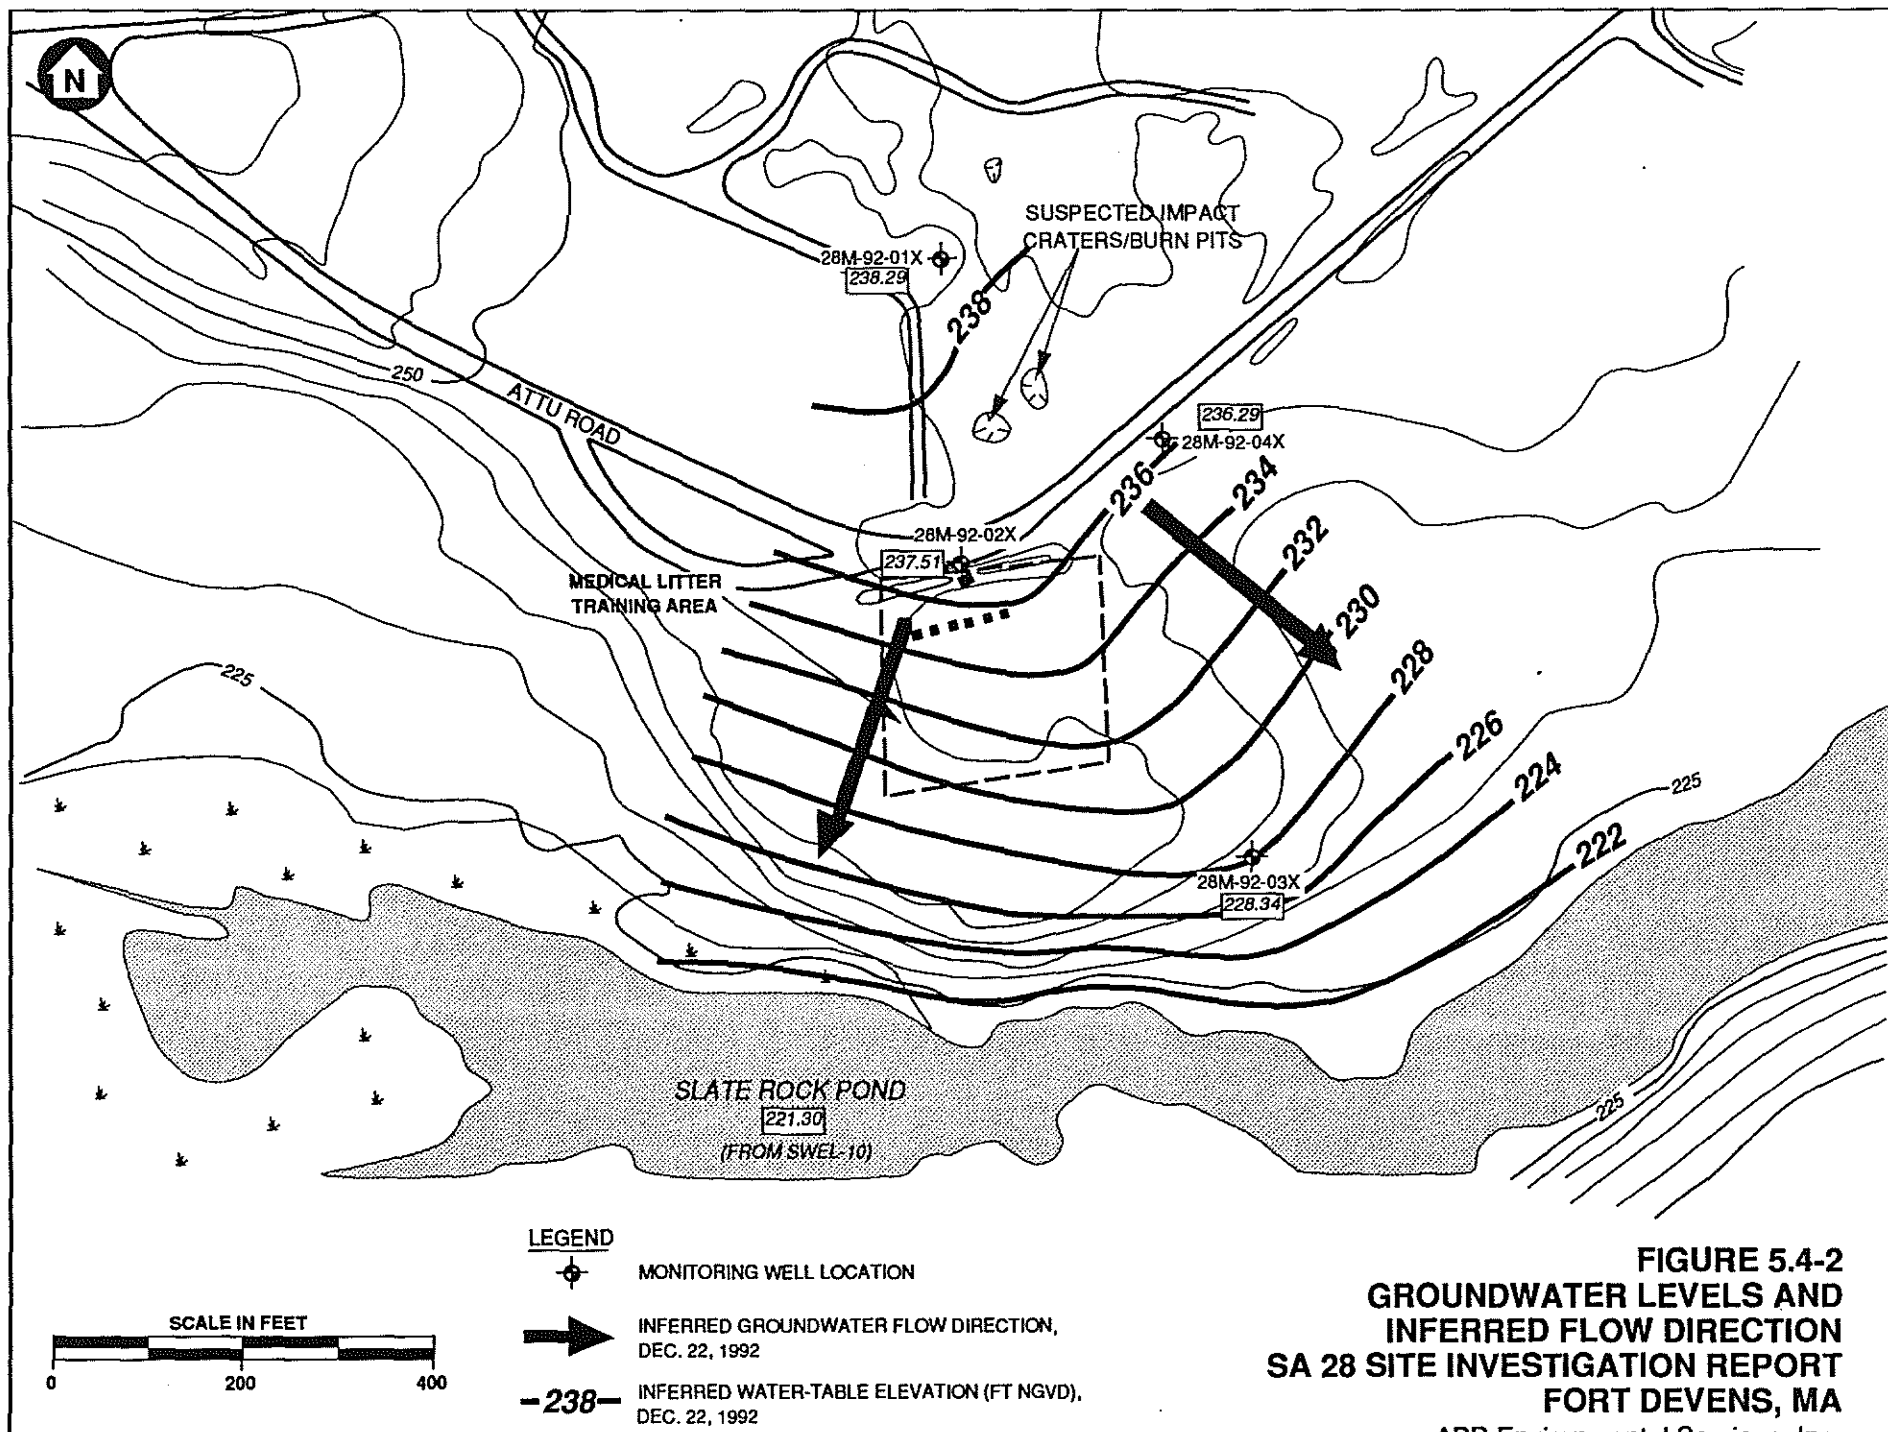 N
SUSPECTED IMPACT
CRATERS/BURN PITS
28M-92-01X
238.29
238
250
ATTU ROAD
236.29
28M-92-04X
236
234
28M-92-02X
237.51
232
MEDICAL LITTER
TRAINING AREA
230
228
225
226
224
225
222
28M-92-03X
228.34
SLATE ROCK POND
221.30
(FROM SWEL-10)
225
LEGEND
MONITORING WELL LOCATION
INFERRED GROUNDWATER FLOW DIRECTION,
DEC. 22, 1992
-238- INFERRED WATER-TABLE ELEVATION (FT NGVD),
DEC. 22, 1992
SCALE IN FEET
0 200 400
FIGURE 5.4-2
GROUNDWATER LEVELS AND
INFERRED FLOW DIRECTION
SA 28 SITE INVESTIGATION REPORT
FORT DEVENS, MA